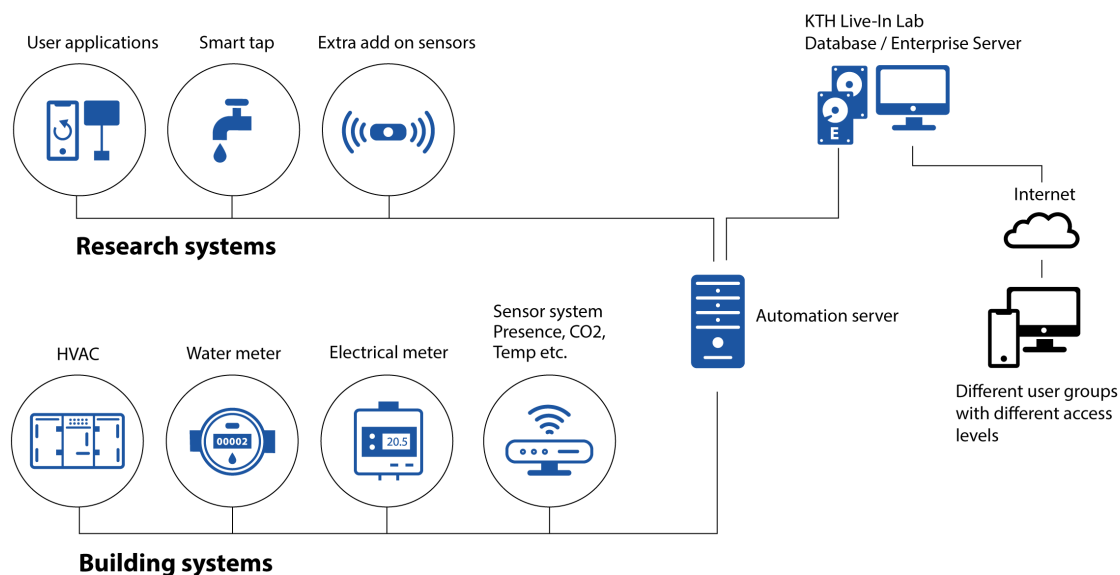 KTH Live-In Lab
Database / Enterprise Server
User applications
Smart tap
Extra add on sensors
E
Internet
Research systems
Automation server
Sensor system
Presence, CO2,
Temp etc.
HVAC
Water meter
Electrical meter
00002
20.5
Different user groups
with different access
levels
Building systems